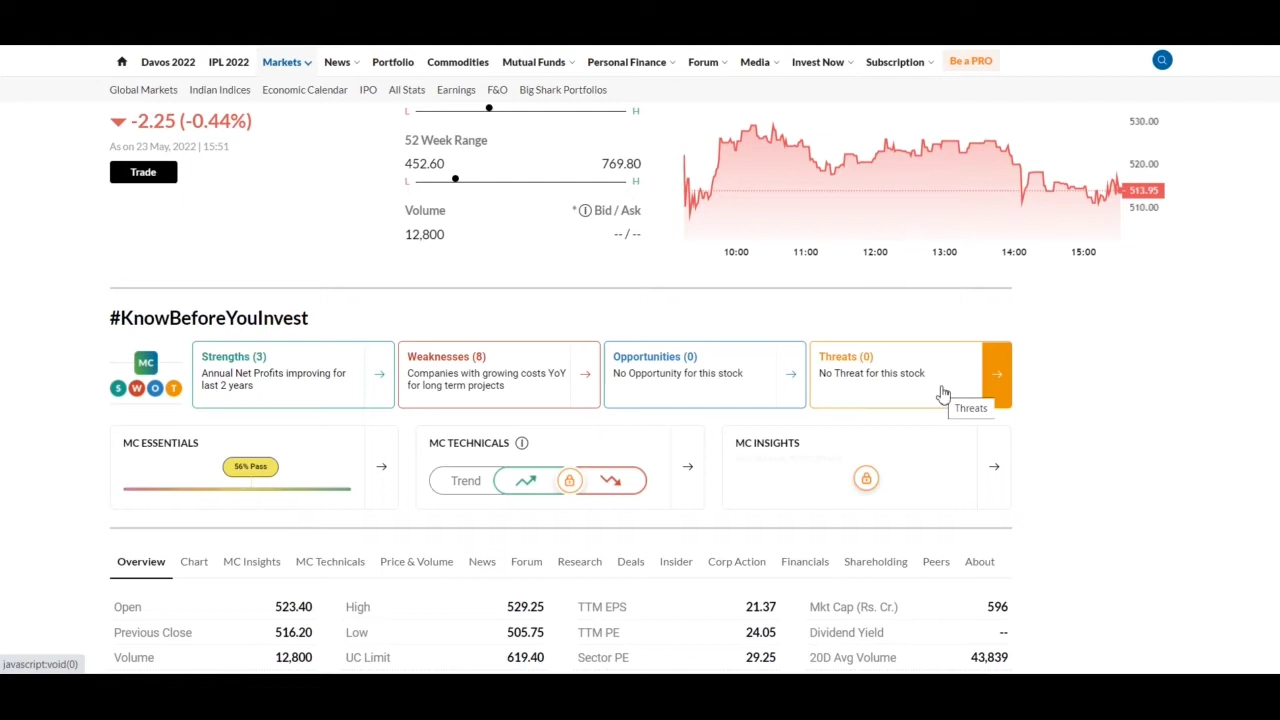 Davos 2022 IPL 2022 Markets News Portfolio Commodities Mutual Funds Personal Finance Forum Media Invest Now Subscription Be a PRO
Global Markets Indian Indices Economic Calendar IPO All Stats Earnings F&O Big Shark Portfolios
-2.25 (-0.44%)
As on 23 May, 2022 | 15:51
Trade
L H
52 Week Range
452.60 769.80
L H
Volume * Bid / Ask
12,800 -- / --
530.00
520.00
513.95
510.00
10:00 11:00 12:00 13:00 14:00 15:00
#KnowBeforeYouInvest
MC
S W O T
Strengths (3)
Annual Net Profits improving for
last 2 years
Weaknesses (8)
Companies with growing costs YoY
for long term projects
Opportunities (0)
No Opportunity for this stock
Threats (0)
No Threat for this stock
Threats
MC ESSENTIALS
56% Pass
MC TECHNICALS
Trend
MC INSIGHTS
Overview Chart MC Insights MC Technicals Price & Volume News Forum Research Deals Insider Corp Action Financials Shareholding Peers About
Open 523.40 High 529.25 TTM EPS 21.37 Mkt Cap (Rs. Cr.) 596
Previous Close 516.20 Low 505.75 TTM PE 24.05 Dividend Yield --
Volume 12,800 UC Limit 619.40 Sector PE 29.25 20D Avg Volume 43,839
javascript:void(0)